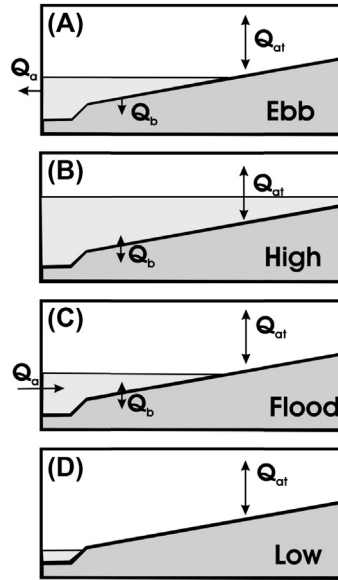 (A)
Qat
Qa
Qb
Ebb
(B)
Qat
Qb
High
(C)
Qat
Qa
Qb
Flood
(D)
Qat
Low